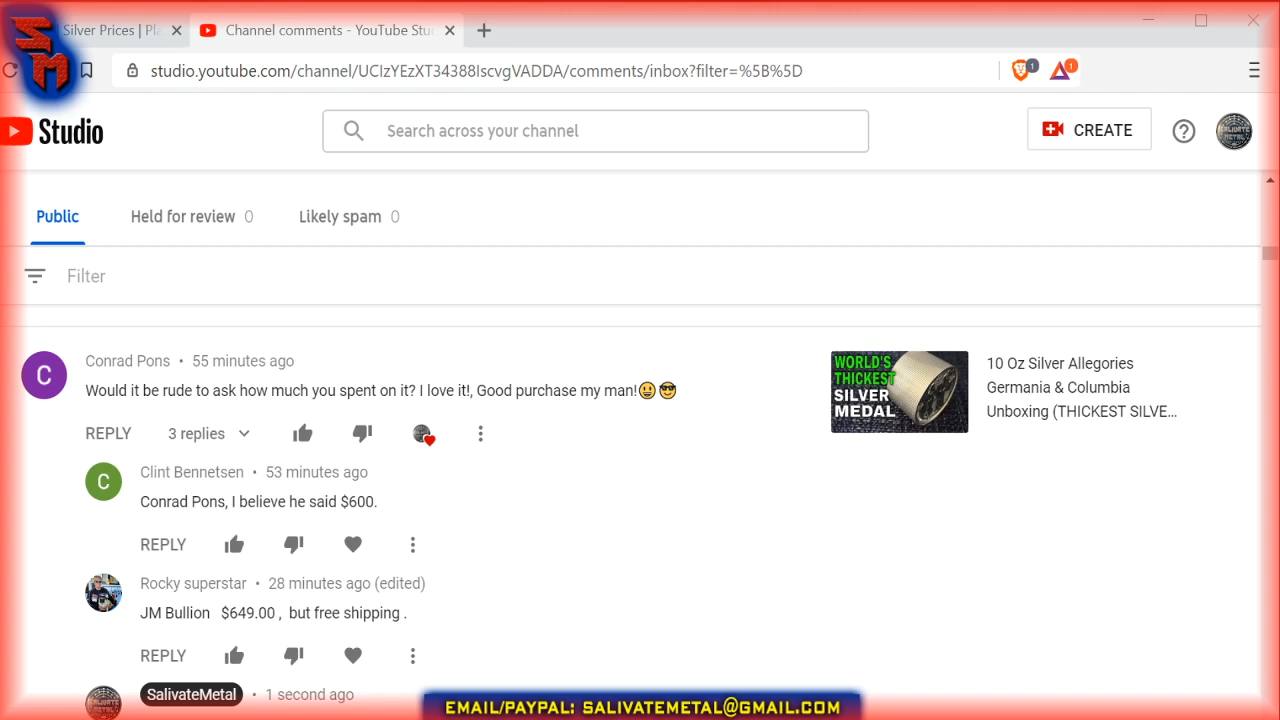 SM
Silver Prices | Pla
Channel comments - YouTube Stu
studio.youtube.com/channel/UCIzYEzXT34388IscvgVADDA/comments/inbox?filter=%5B%5D
1
1
Studio
Search across your channel
CREATE
Public
Held for review 0
Likely spam 0
Filter
C
Conrad Pons • 55 minutes ago
Would it be rude to ask how much you spent on it? I love it!, Good purchase my man!😃😎
REPLY
3 replies
WORLD'S
THICKEST
SILVER
MEDAL
10 Oz Silver Allegories
Germania & Columbia
Unboxing (THICKEST SILVE...
C
Clint Bennetsen • 53 minutes ago
Conrad Pons, I believe he said $600.
REPLY
Rocky superstar • 28 minutes ago (edited)
JM Bullion $649.00 , but free shipping .
REPLY
SalivateMetal • 1 second ago
EMAIL/PAYPAL: SALIVATEMETAL@GMAIL.COM